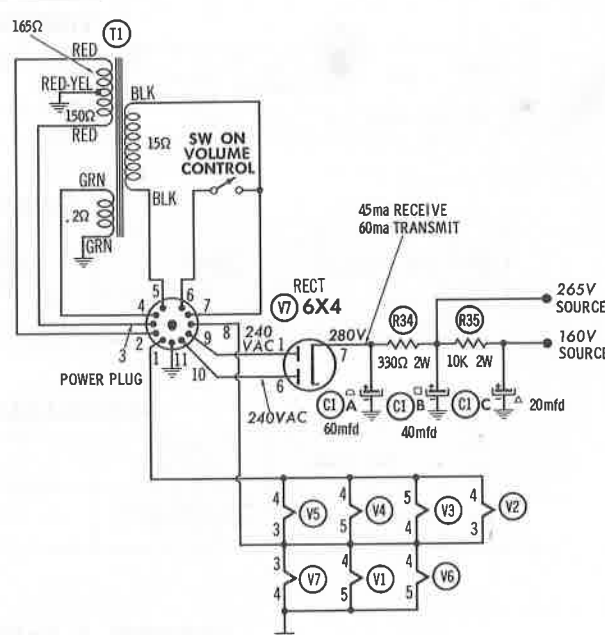 165Ω
T1
RED
RED-YEL
150Ω
RED
BLK
15Ω
BLK
SW ON
VOLUME
CONTROL
GRN
.2Ω
GRN
45ma RECEIVE
60ma TRANSMIT
5
6
4
7
3
2
8
9
1
11
10
POWER PLUG
RECT
V7 6X4
240
VAC
1
280V
7
6
240VAC
R34
330Ω 2W
R35
10K 2W
265V
SOURCE
160V
SOURCE
C1 A
60mfd
C1 B
40mfd
C1 C
20mfd
4
V5
3
4
V4
5
5
V3
4
4
V2
3
3
V7
4
4
V1
5
4
V6
5